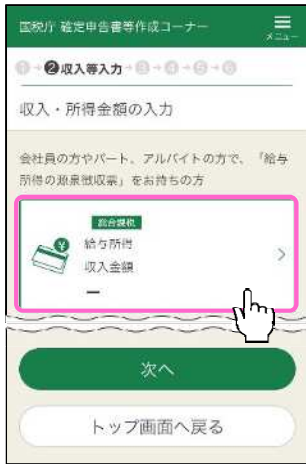 国税庁 確定申告書等作成コーナー
メニュー
1 2 収入等入力 3 4 5 6
収入・所得金額の入力
会社員の方やパート、アルバイトの方で、「給与
所得の源泉徴収票」をお持ちの方
総合課税
給与所得
収入金額
ー
次へ
トップ画面へ戻る